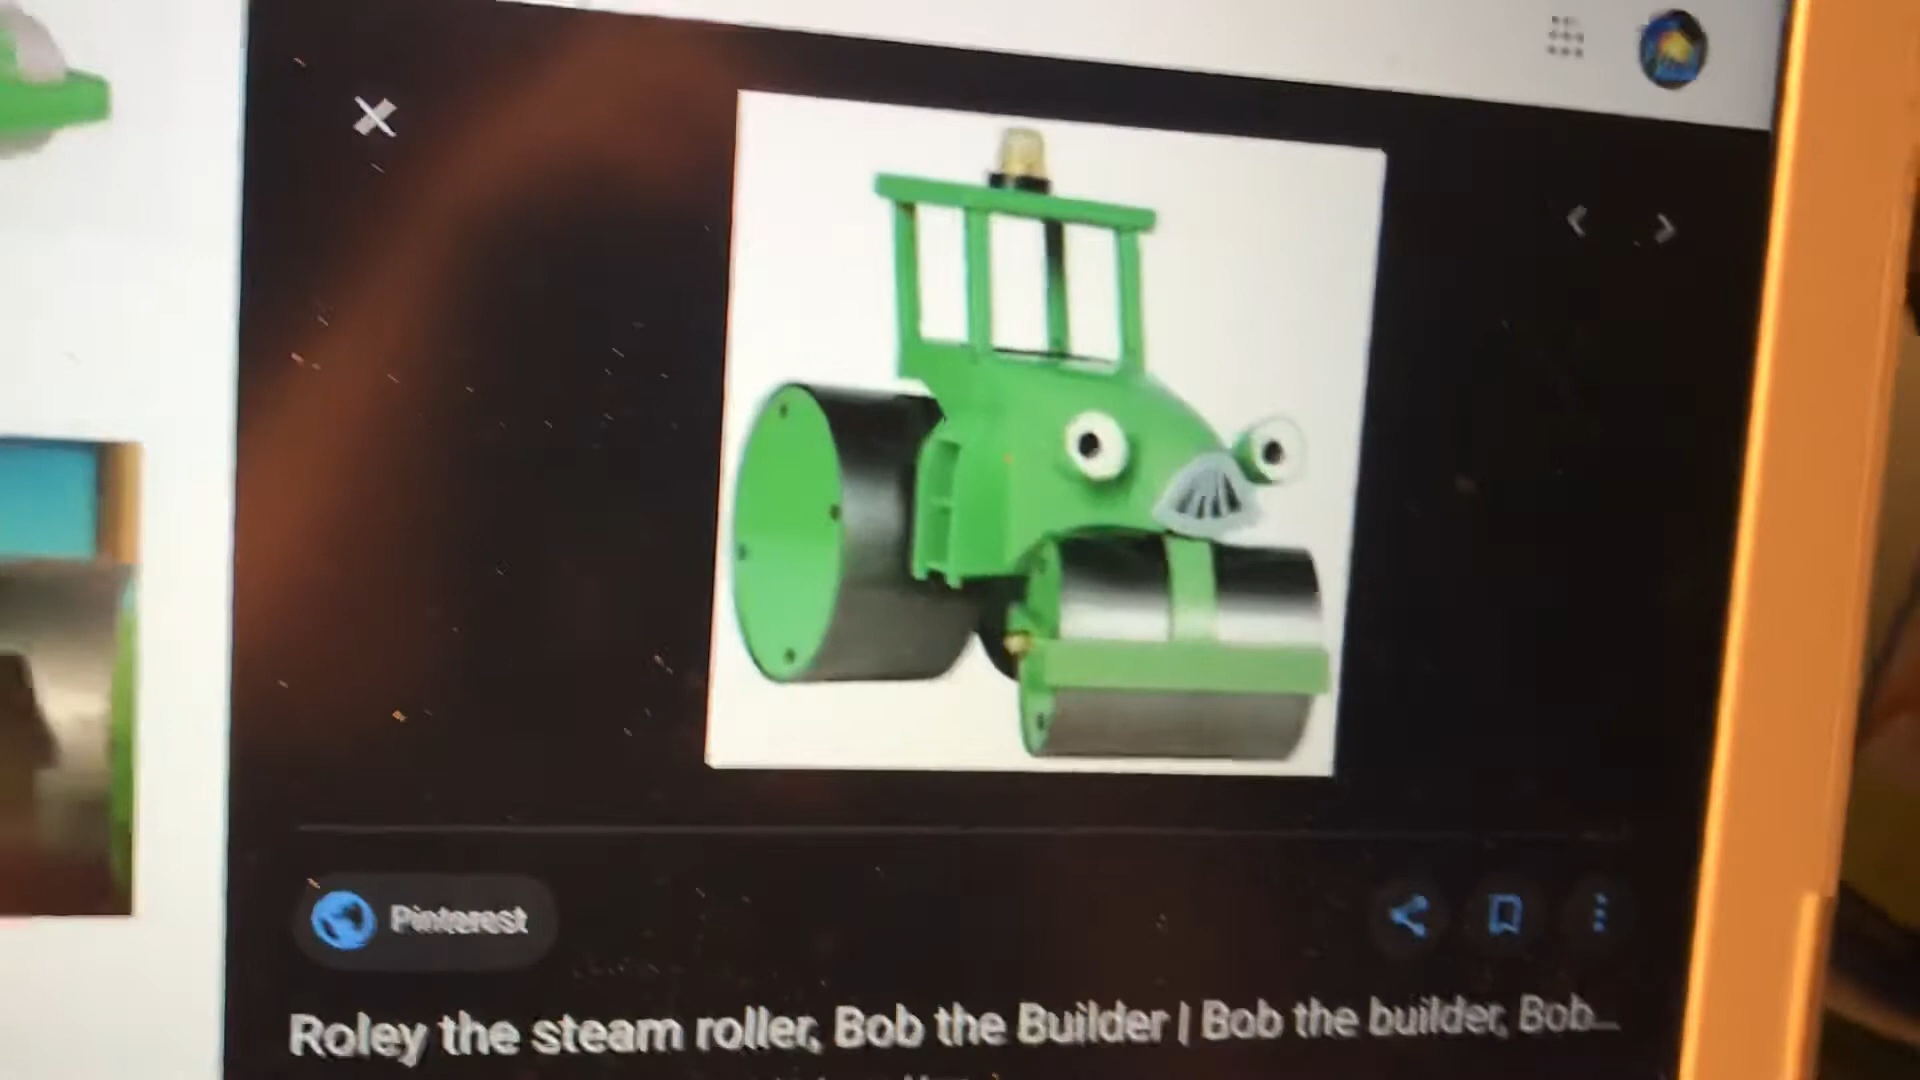 Pinterest
Roley the steam roller, Bob the Builder | Bob the builder, Bob...